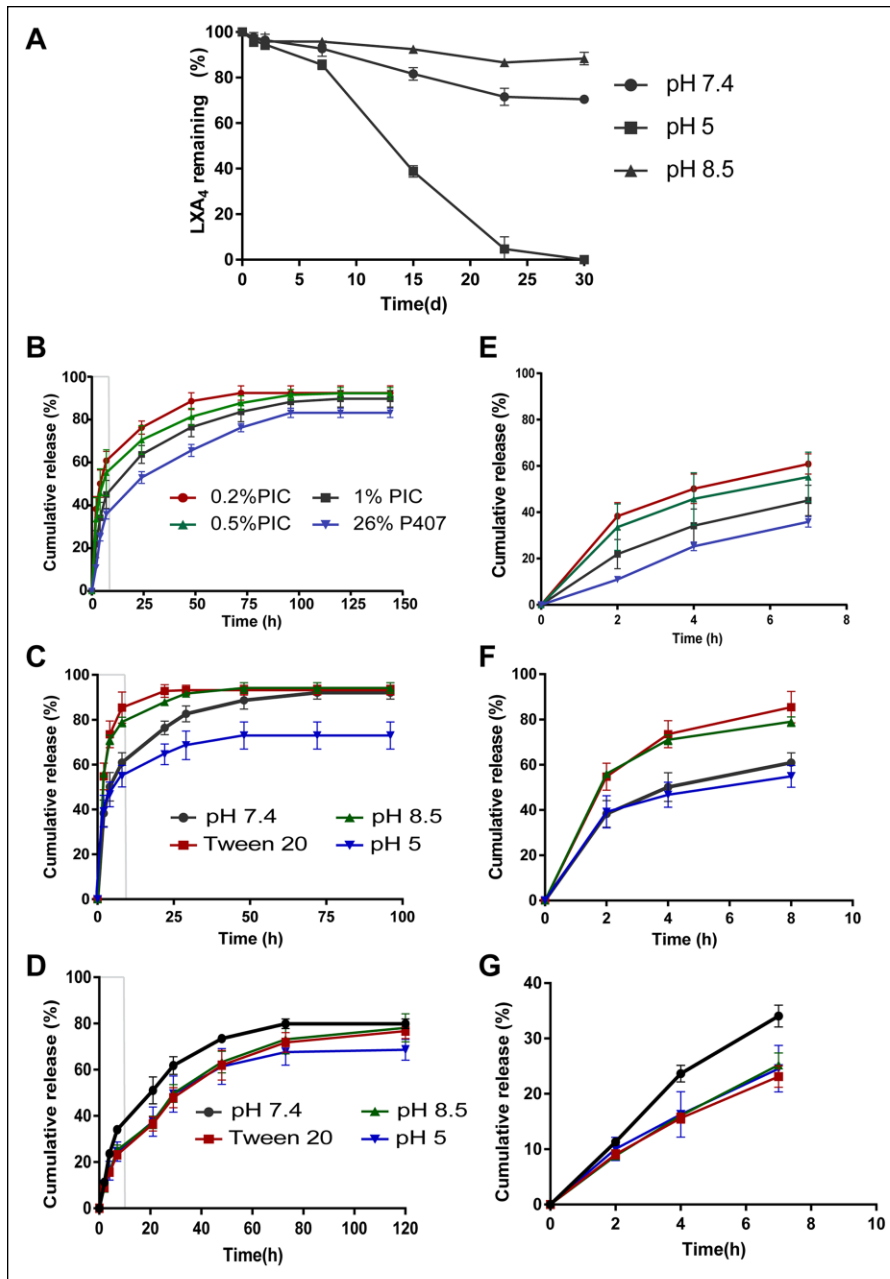 A
LXA₄ remaining (%)
100
80
60
40
20
0
0 5 10 15 20 25 30
Time(d)
pH 7.4
pH 5
pH 8.5
B
Cumulative release (%)
100
80
60
40
20
0
0.2%PIC 1% PIC
0.5%PIC 26% P407
0 25 50 75 100 125 150
Time (h)
E
Cumulative release (%)
100
80
60
40
20
0
0 2 4 6 8
Time (h)
C
Cumulative release (%)
100
80
60
40
20
0
pH 7.4 pH 8.5
Tween 20 pH 5
0 25 50 75 100
Time (h)
F
Cumulative release (%)
100
80
60
40
20
0
0 2 4 6 8 10
Time (h)
D
Cumulative release (%)
100
80
60
40
20
0
pH 7.4 pH 8.5
Tween 20 pH 5
0 20 40 60 80 100 120
Time(h)
G
Cumulative release (%)
40
30
20
10
0
0 2 4 6 8 10
Time(h)